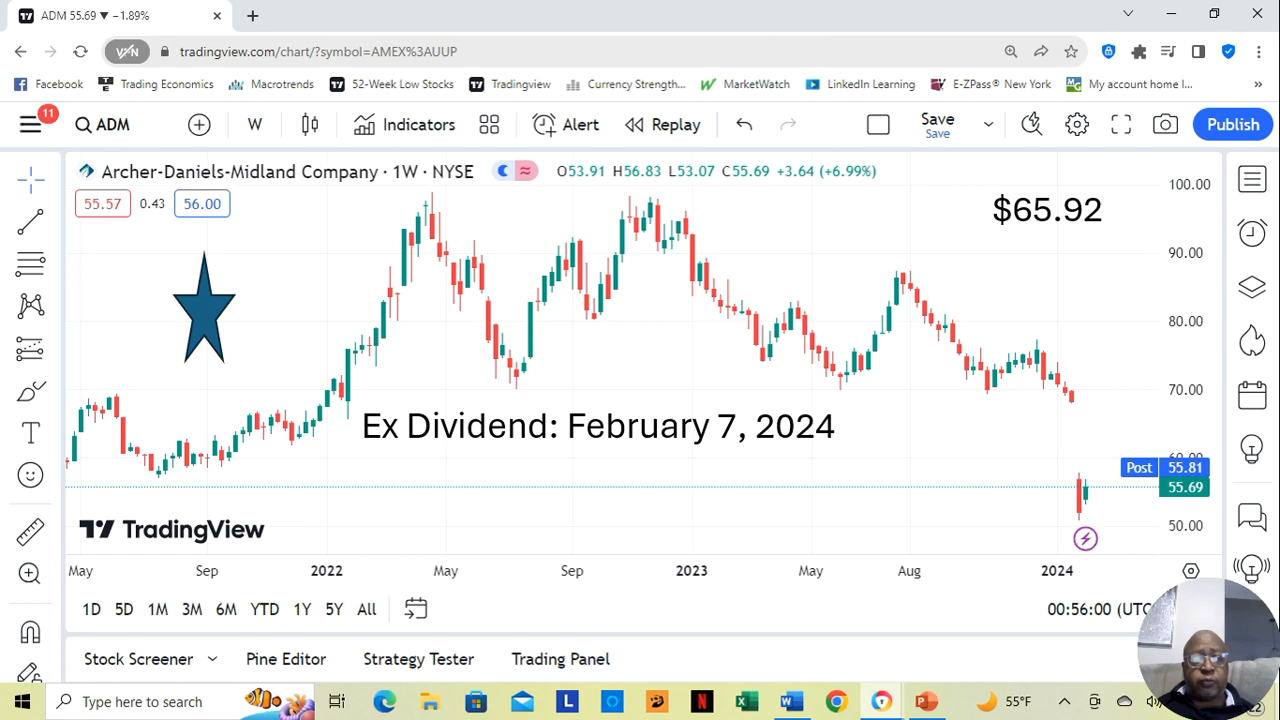 ADM 55.69 ▼ −1.89%
tradingview.com/chart/?symbol=AMEX%3AUUP
Facebook Trading Economics Macrotrends 52-Week Low Stocks Tradingview Currency Strength... MarketWatch LinkedIn Learning E-ZPass® New York My account home l...
11
ADM W Indicators Alert Replay Save Publish
Save
Archer-Daniels-Midland Company · 1W · NYSE O53.91 H56.83 L53.07 C55.69 +3.64 (+6.99%)
55.57 0.43 56.00
$65.92
100.00
90.00
80.00
70.00
Ex Dividend: February 7, 2024
60.00
Post 55.81
55.69
TradingView
50.00
May Sep 2022 May Sep 2023 May Aug 2024
1D 5D 1M 3M 6M YTD 1Y 5Y All 00:56:00 (UTC
Stock Screener Pine Editor Strategy Tester Trading Panel
Type here to search 55°F